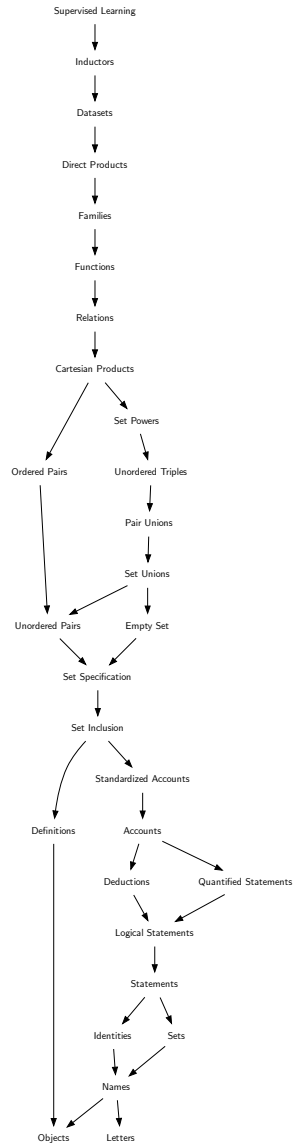 Supervised Learning
Inductors
Datasets
Direct Products
Families
Functions
Relations
Cartesian Products
Set Powers
Ordered Pairs
Unordered Triples
Pair Unions
Set Unions
Unordered Pairs
Empty Set
Set Specification
Set Inclusion
Standardized Accounts
Definitions
Accounts
Deductions
Quantified Statements
Logical Statements
Statements
Identities
Sets
Names
Objects
Letters